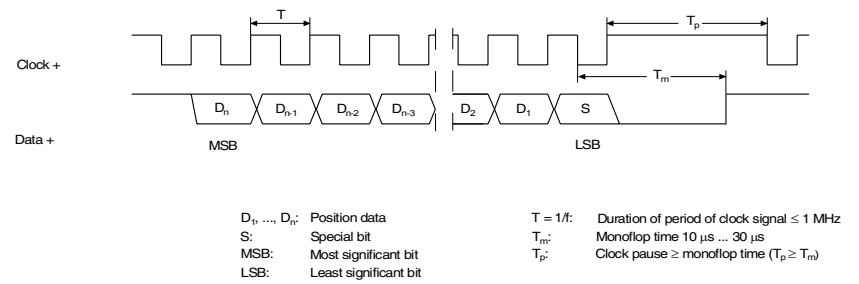 T
Tp
Clock +
Tm
Dn
Dn-1
Dn-2
Dn-3
D2
D1
S
Data +
MSB
LSB
D1, ..., Dn: Position data
S: Special bit
MSB: Most significant bit
LSB: Least significant bit
T = 1/f: Duration of period of clock signal ≤ 1 MHz
Tm: Monoflop time 10 µs ... 30 µs
Tp: Clock pause ≥ monoflop time (Tp ≥ Tm)